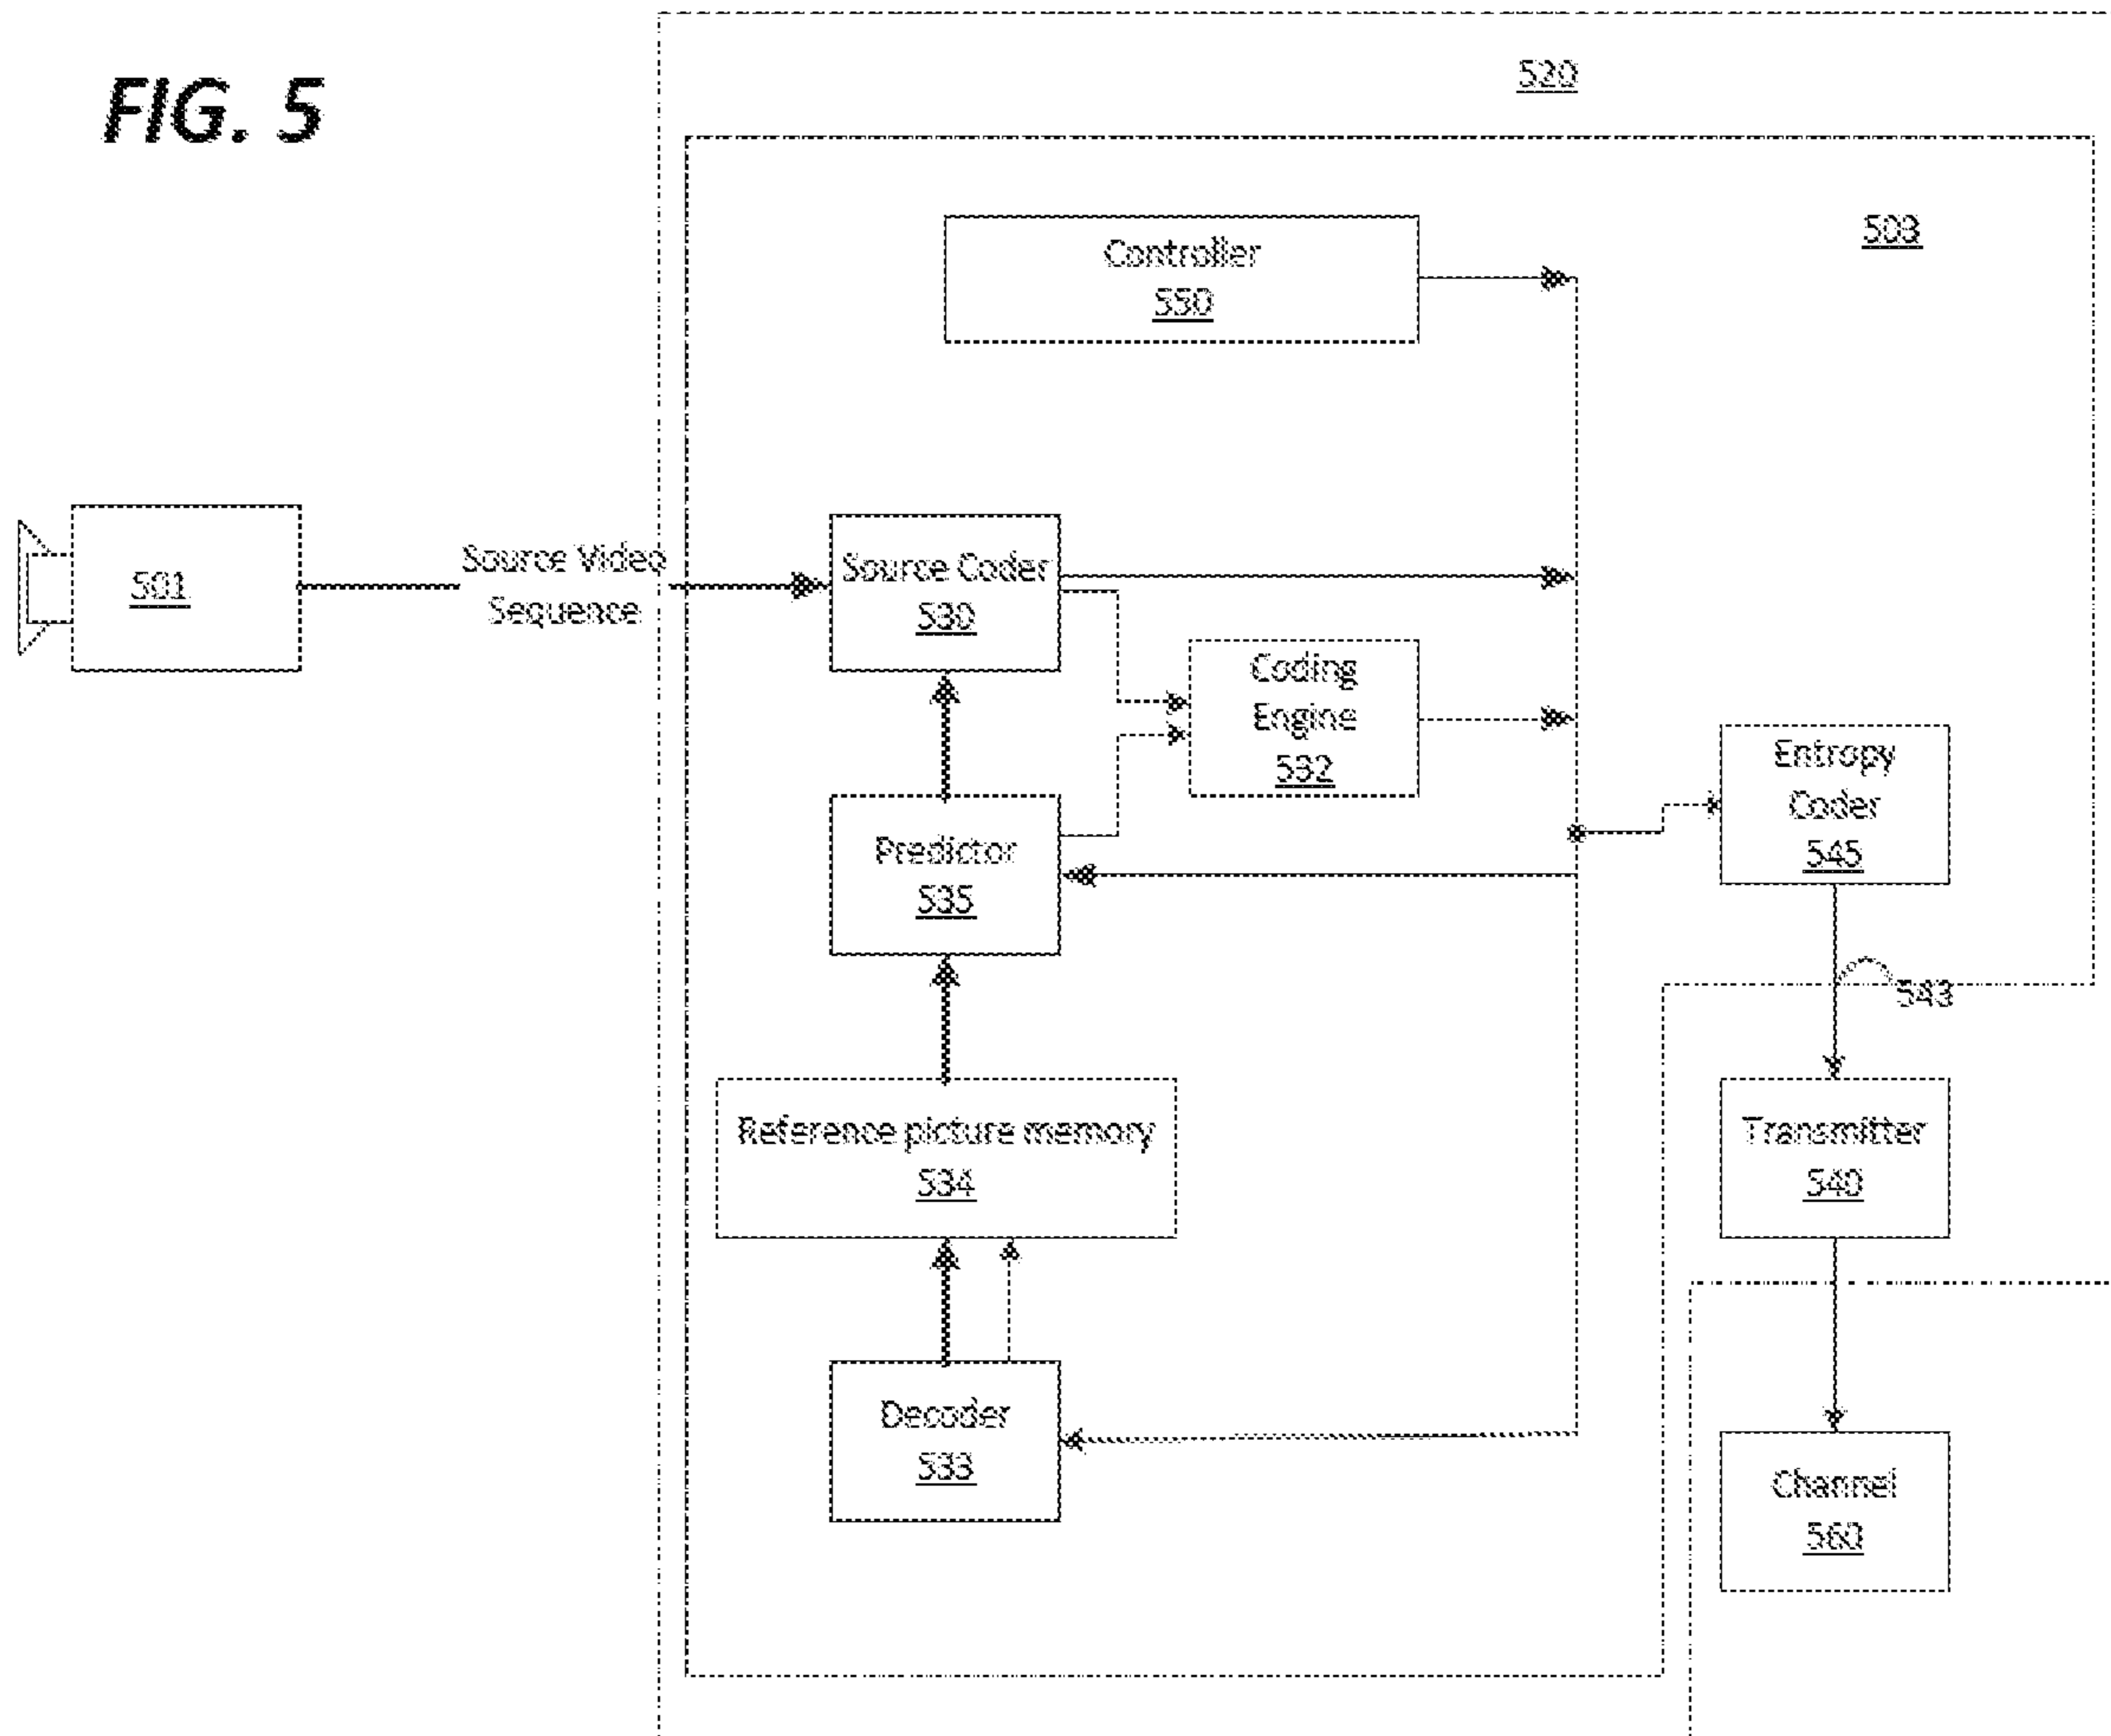 FIG. 5
520
503
Controller
550
501
Source Video
Sequence
Source Coder
530
Coding
Engine
532
Entropy
Coder
545
Predictor
535
543
Reference picture memory
534
Transmitter
540
Decoder
533
Channel
560